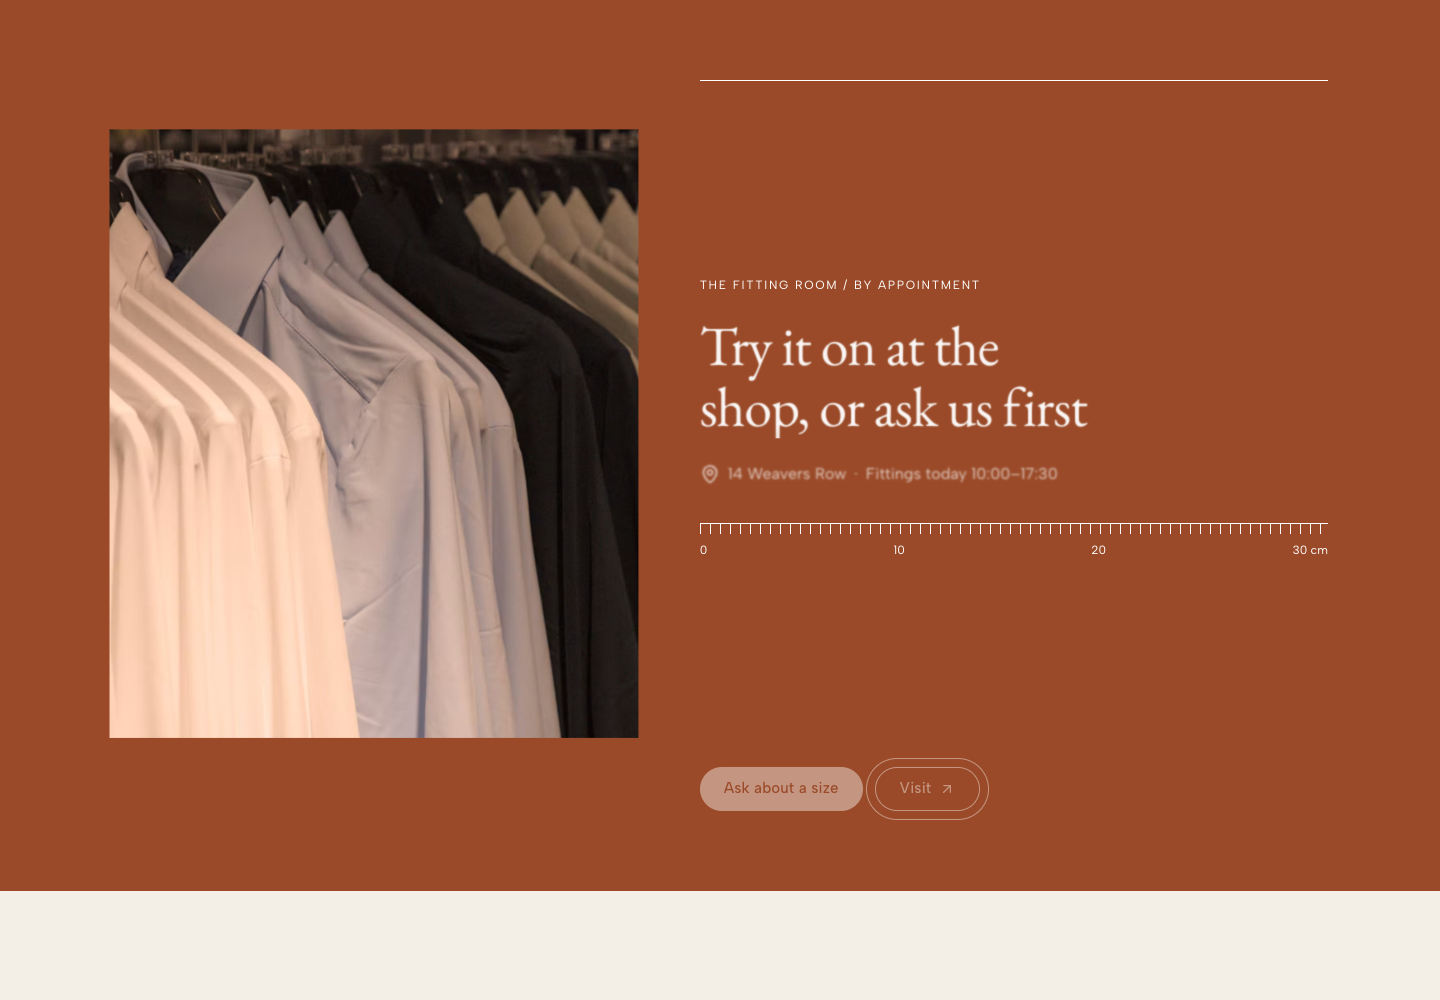 THE FITTING ROOM / BY APPOINTMENT
Try it on at the
shop, or ask us first
14 Weavers Row · Fittings today 10:00–17:30
0 10 20 30 cm
Ask about a size
Visit